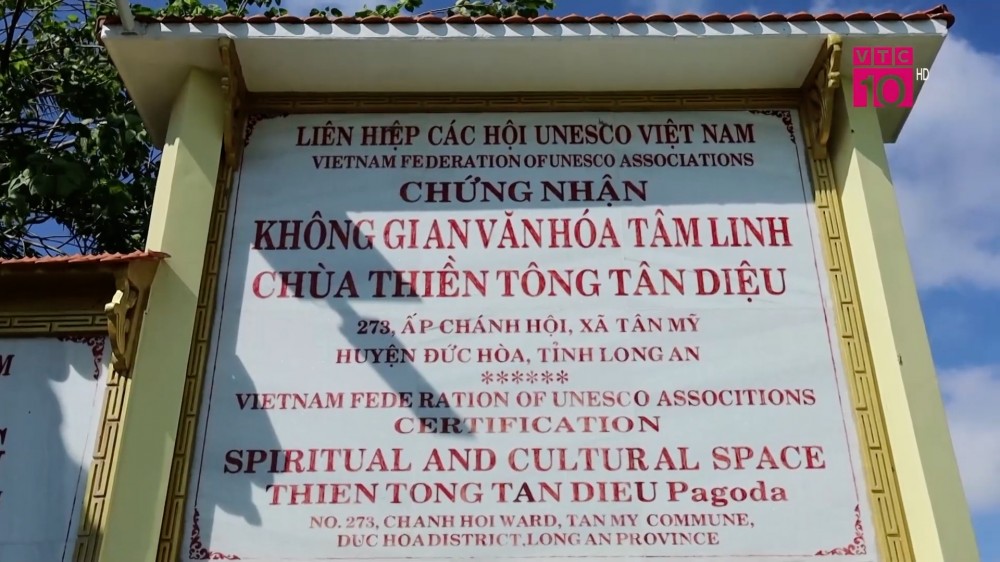 VTC
10 HD
LIÊN HIỆP CÁC HỘI UNESCO VIỆT NAM
VIETNAM FEDERATION OF UNESCO ASSOCIATIONS
CHỨNG NHẬN
KHÔNG GIAN VĂN HÓA TÂM LINH
CHÙA THIỀN TÔNG TÂN DIỆU
273, ẤP CHÁNH HỘI, XÃ TÂN MỸ
HUYỆN ĐỨC HÒA, TỈNH LONG AN
******
VIETNAM FEDERATION OF UNESCO ASSOCITIONS
CERTIFICATION
SPIRITUAL AND CULTURAL SPACE
THIEN TONG TAN DIEU Pagoda
NO. 273, CHANH HOI WARD, TAN MY COMMUNE,
DUC HOA DISTRICT, LONG AN PROVINCE